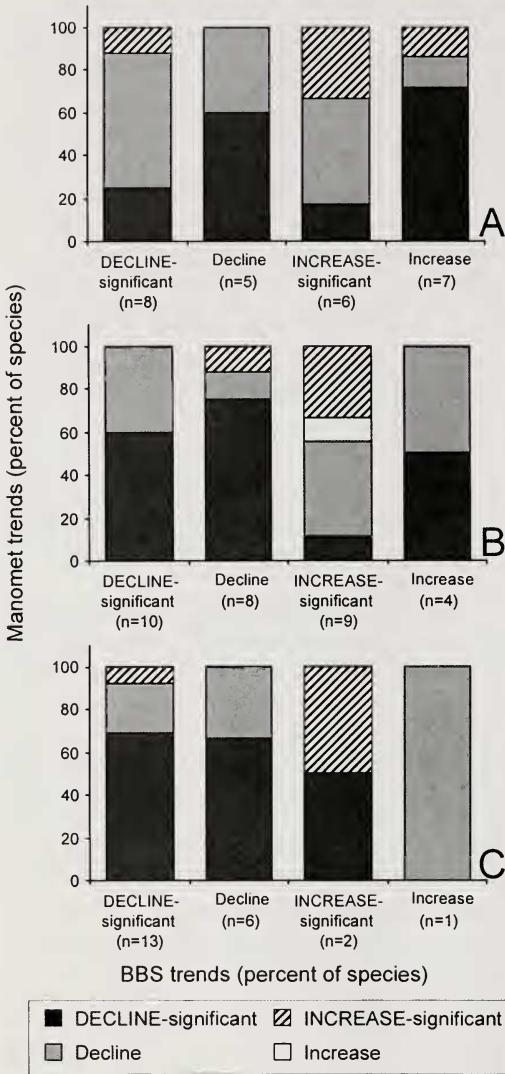 Manomet trends (percent of species)
100
80
60
40
20
0
A
DECLINE-
significant
(n=8)
Decline
(n=5)
INCREASE-
significant
(n=6)
Increase
(n=7)
100
80
60
40
20
0
B
DECLINE-
significant
(n=10)
Decline
(n=8)
INCREASE-
significant
(n=9)
Increase
(n=4)
100
80
60
40
20
0
C
DECLINE-
significant
(n=13)
Decline
(n=6)
INCREASE-
significant
(n=2)
Increase
(n=1)
BBS trends (percent of species)
DECLINE-significant
INCREASE-significant
Decline
Increase